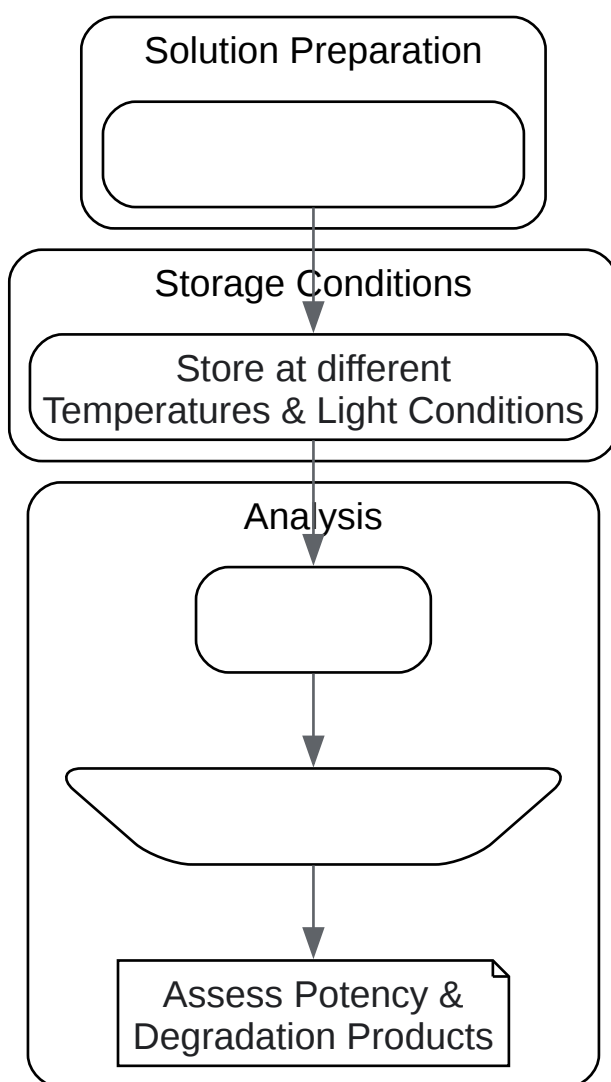 Solution Preparation
Storage Conditions
Store at different
Temperatures & Light Conditions
Analysis
Assess Potency &
Degradation Products